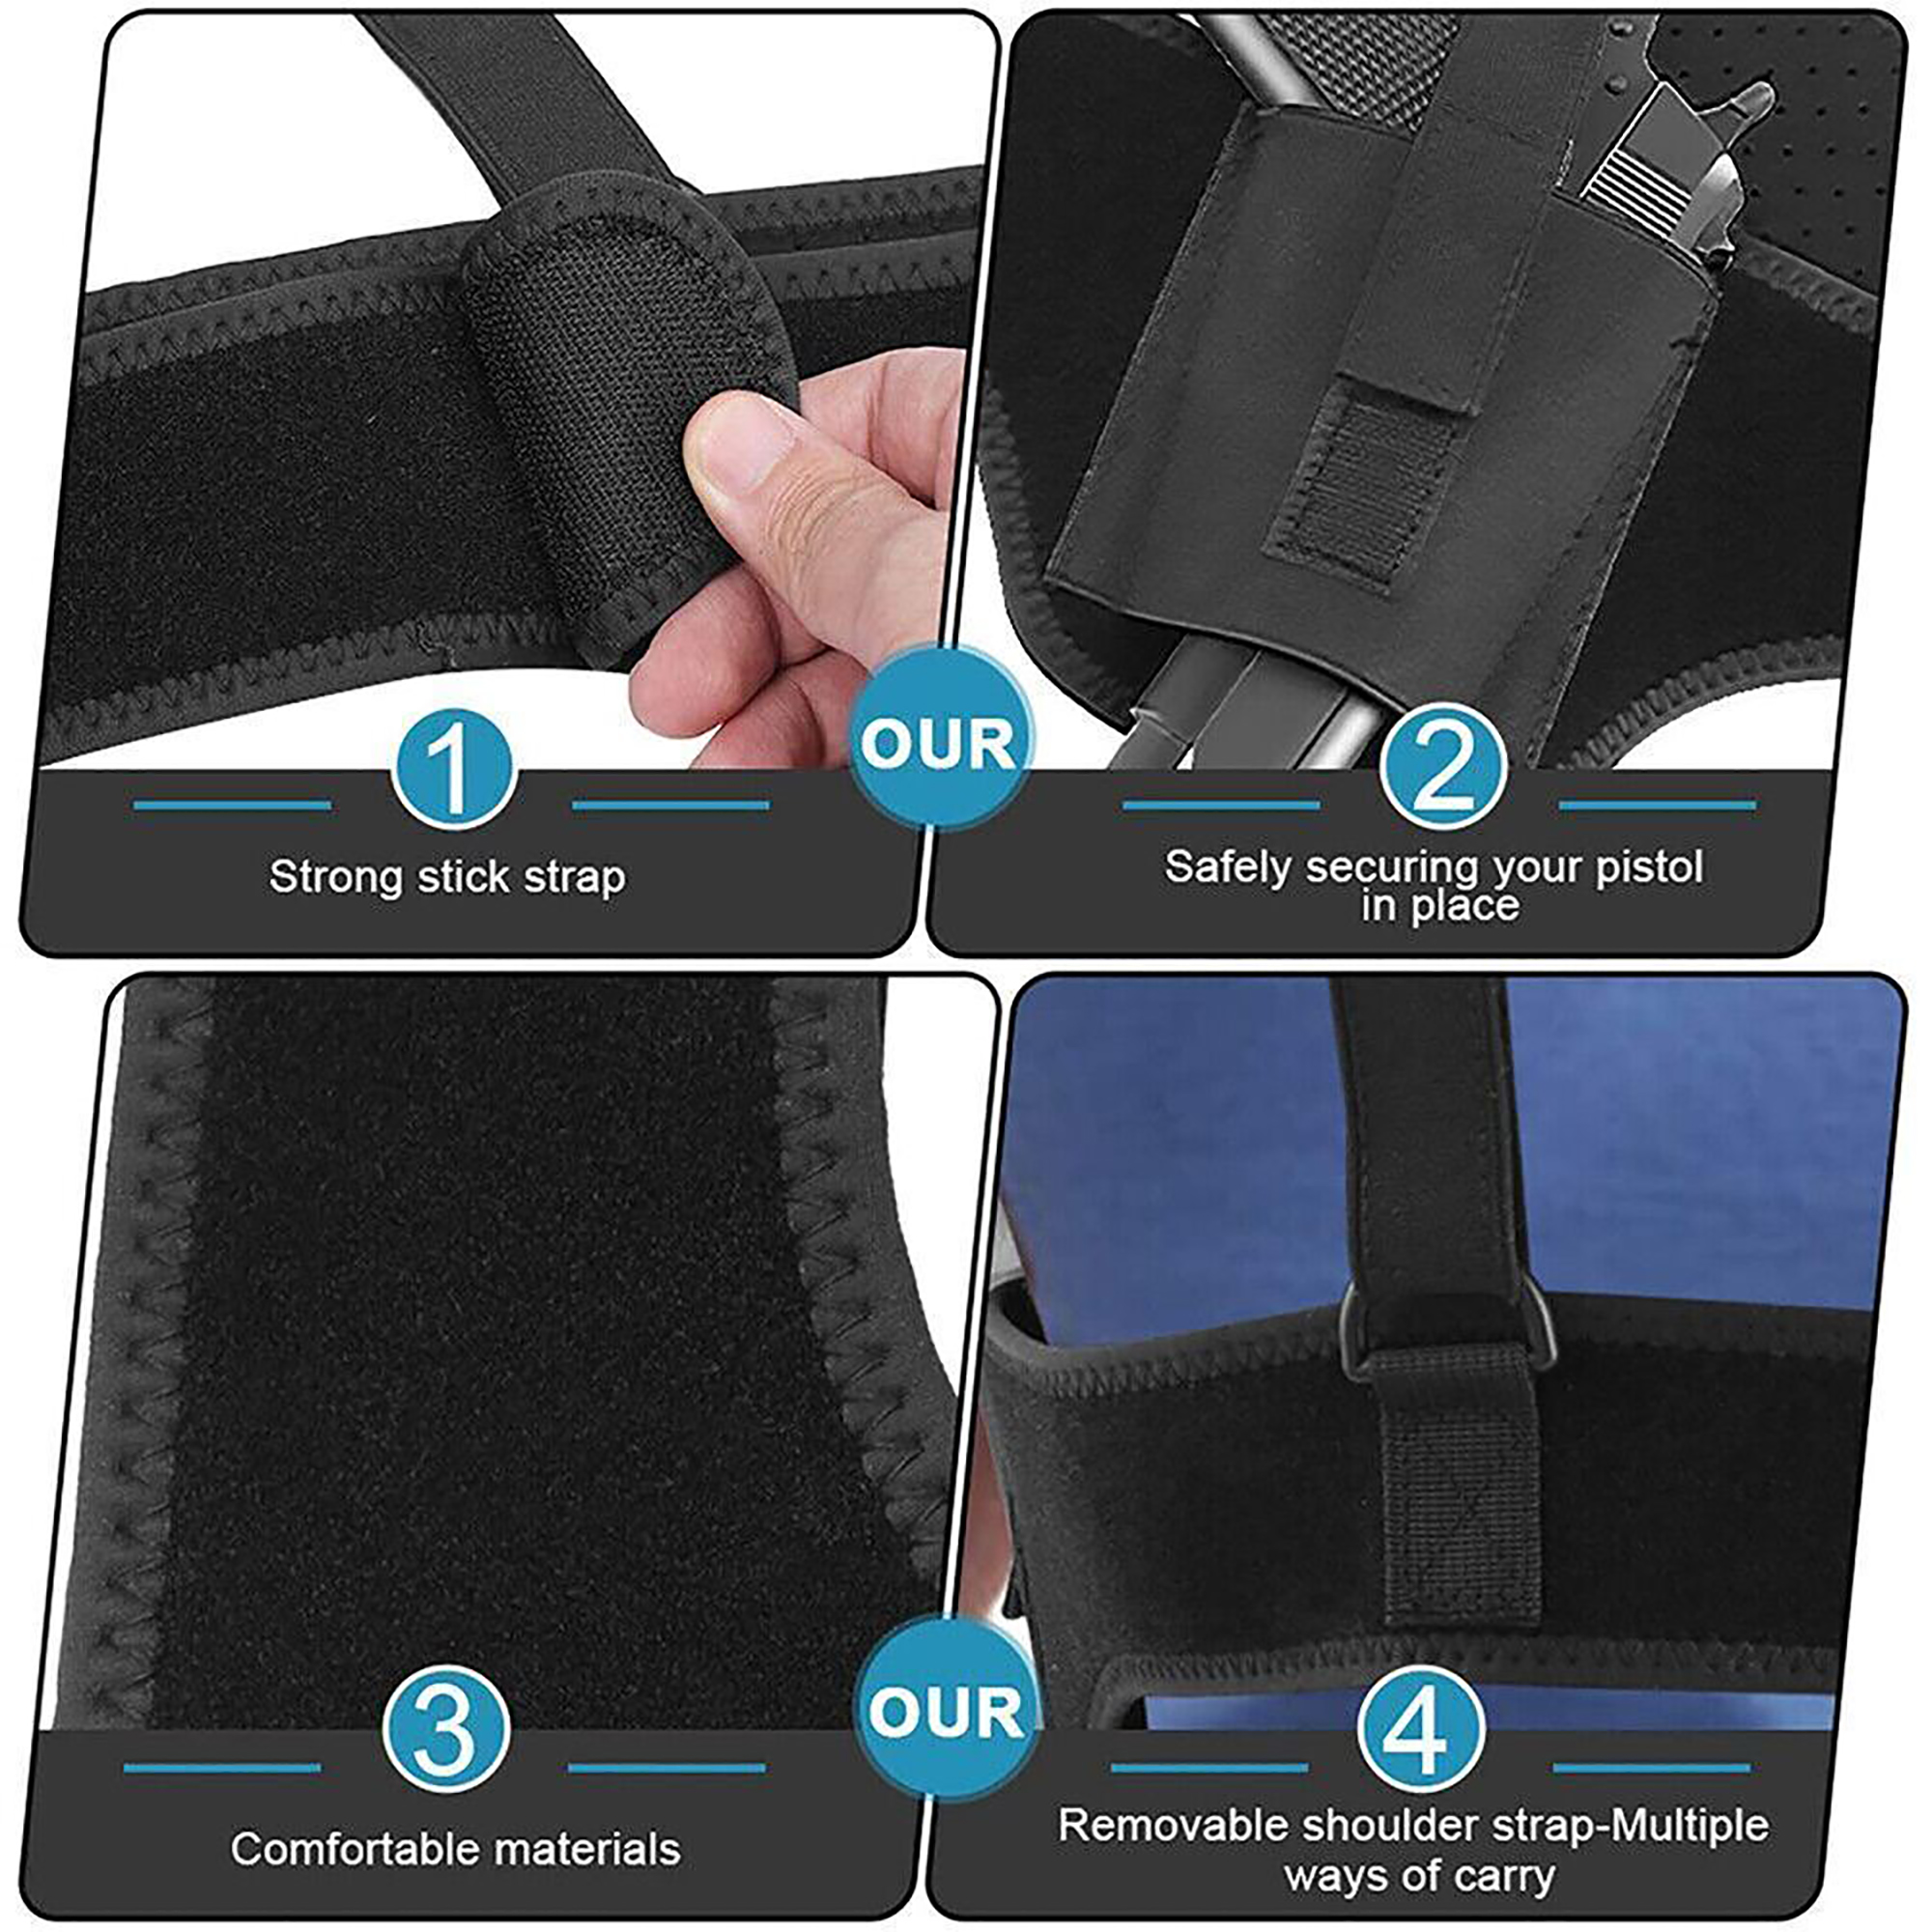 OUR
1
Strong stick strap
2
Safely securing your pistol
in place
OUR
3
Comfortable materials
4
Removable shoulder strap-Multiple
ways of carry